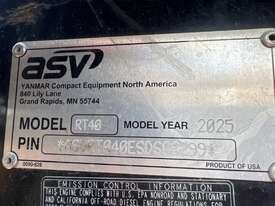 asv
YANMAR Compact Equipment North America
840 Lily Lane
Grand Rapids, MN 55744
MODEL RT40 MODEL YEAR 2025
PIN
PRODUCT OF USA
EMISSION CONTROL INFORMATION
THIS ENGINE COMPLIES WITH U.S. EPA NONROAD AND STATIONARY
AND CALIFORNIA OFF-ROAD DIESEL ENGINE REGULATIONS FOR